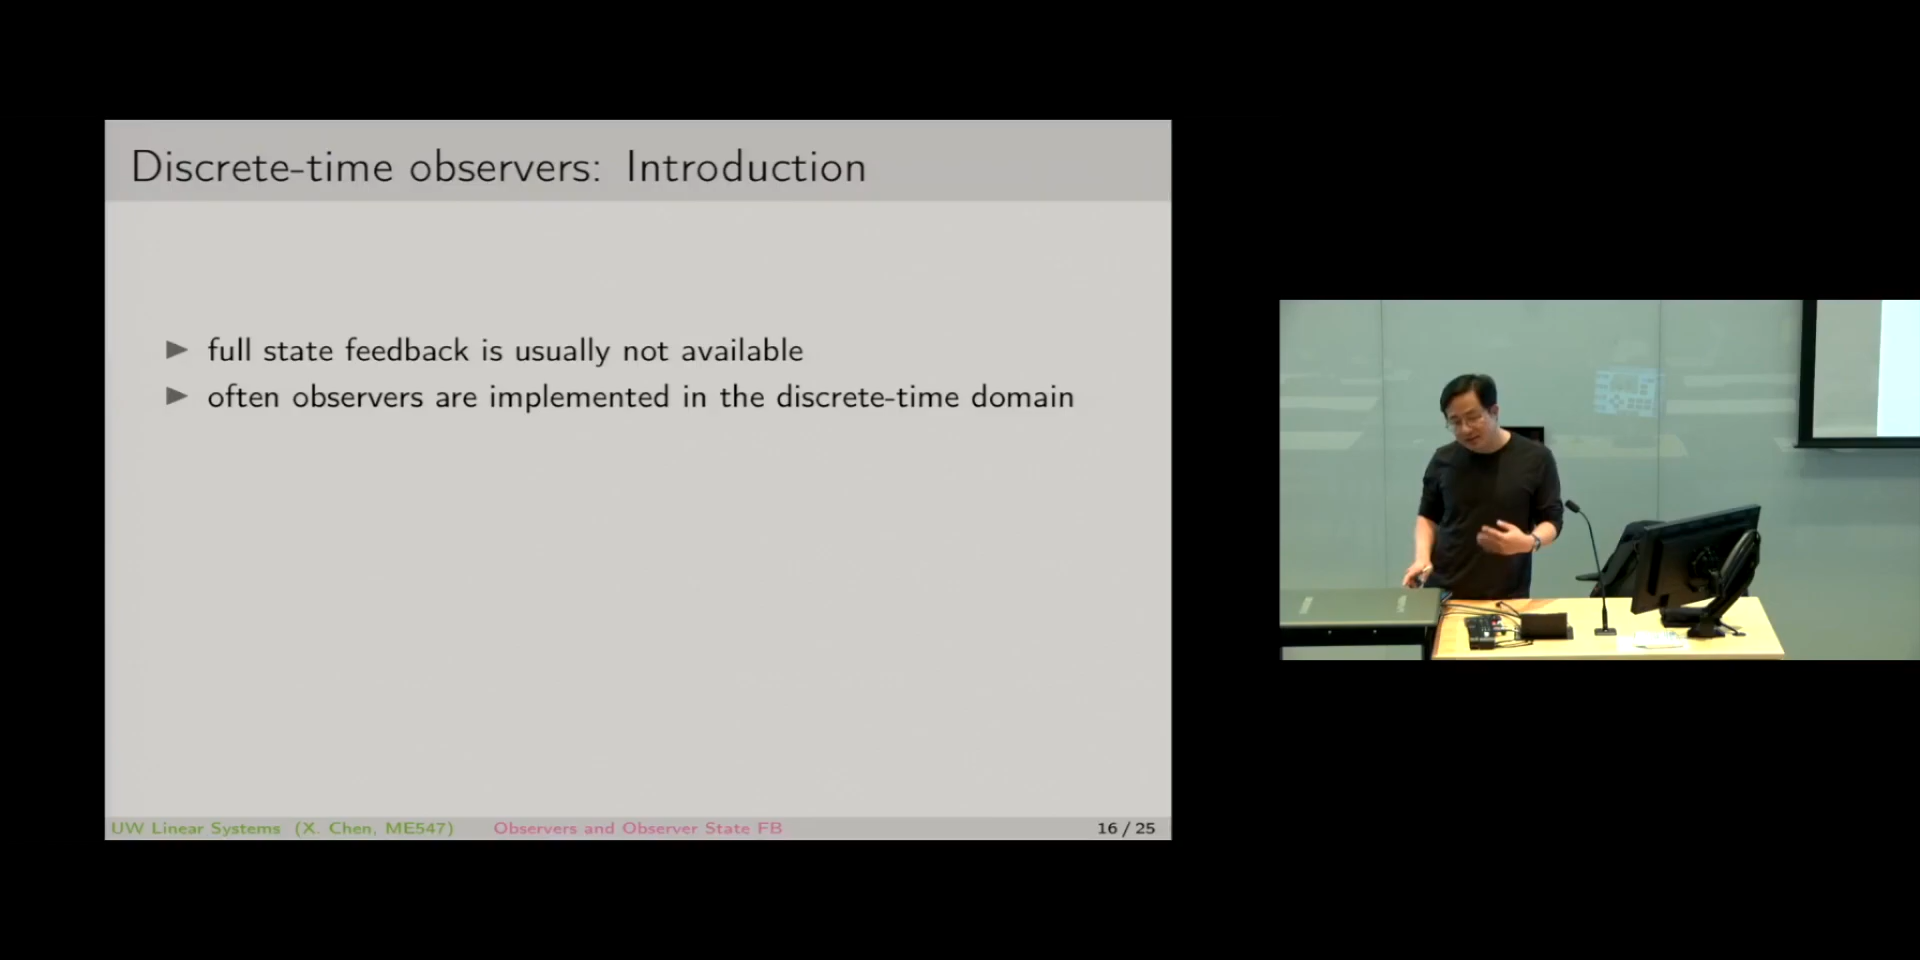 Discrete-time observers: Introduction
▶ full state feedback is usually not available
▶ often observers are implemented in the discrete-time domain
UW Linear Systems (X. Chen, ME547) Observers and Observer State FB 16 / 25